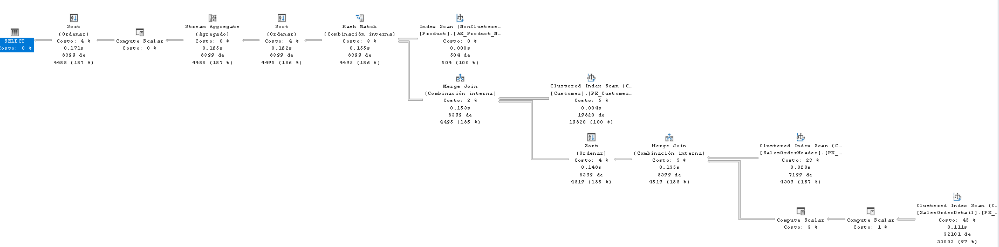 SELECT
Costo: 0 %
Sort
(Ordenar)
Costo: 4 %
0.171s
8399 de
4488 (187 %)
Compute Scalar
Costo: 0 %
Stream Aggregate
(Agregado)
Costo: 0 %
0.165s
8399 de
4488 (187 %)
Sort
(Ordenar)
Costo: 4 %
0.162s
8399 de
4495 (186 %)
Hash Match
(Combinación interna)
Costo: 3 %
0.155s
8399 de
4495 (186 %)
Index Scan (NonClustere…
[Product].[AK_Product_N…
Costo: 0 %
0.000s
504 de
504 (100 %)
Merge Join
(Combinación interna)
Costo: 2 %
0.153s
8399 de
4495 (186 %)
Clustered Index Scan (C…
[Customer].[PK_Customer…
Costo: 5 %
0.004s
19820 de
19820 (100 %)
Sort
(Ordenar)
Costo: 4 %
0.148s
8399 de
4519 (185 %)
Merge Join
(Combinación interna)
Costo: 5 %
0.135s
8399 de
4519 (185 %)
Clustered Index Scan (C…
[SalesOrderHeader].[PK_…
Costo: 23 %
0.020s
7199 de
4309 (167 %)
Compute Scalar
Costo: 3 %
Compute Scalar
Costo: 1 %
Clustered Index Scan (C…
[SalesOrderDetail].[PK_…
Costo: 45 %
0.111s
32101 de
33003 (97 %)